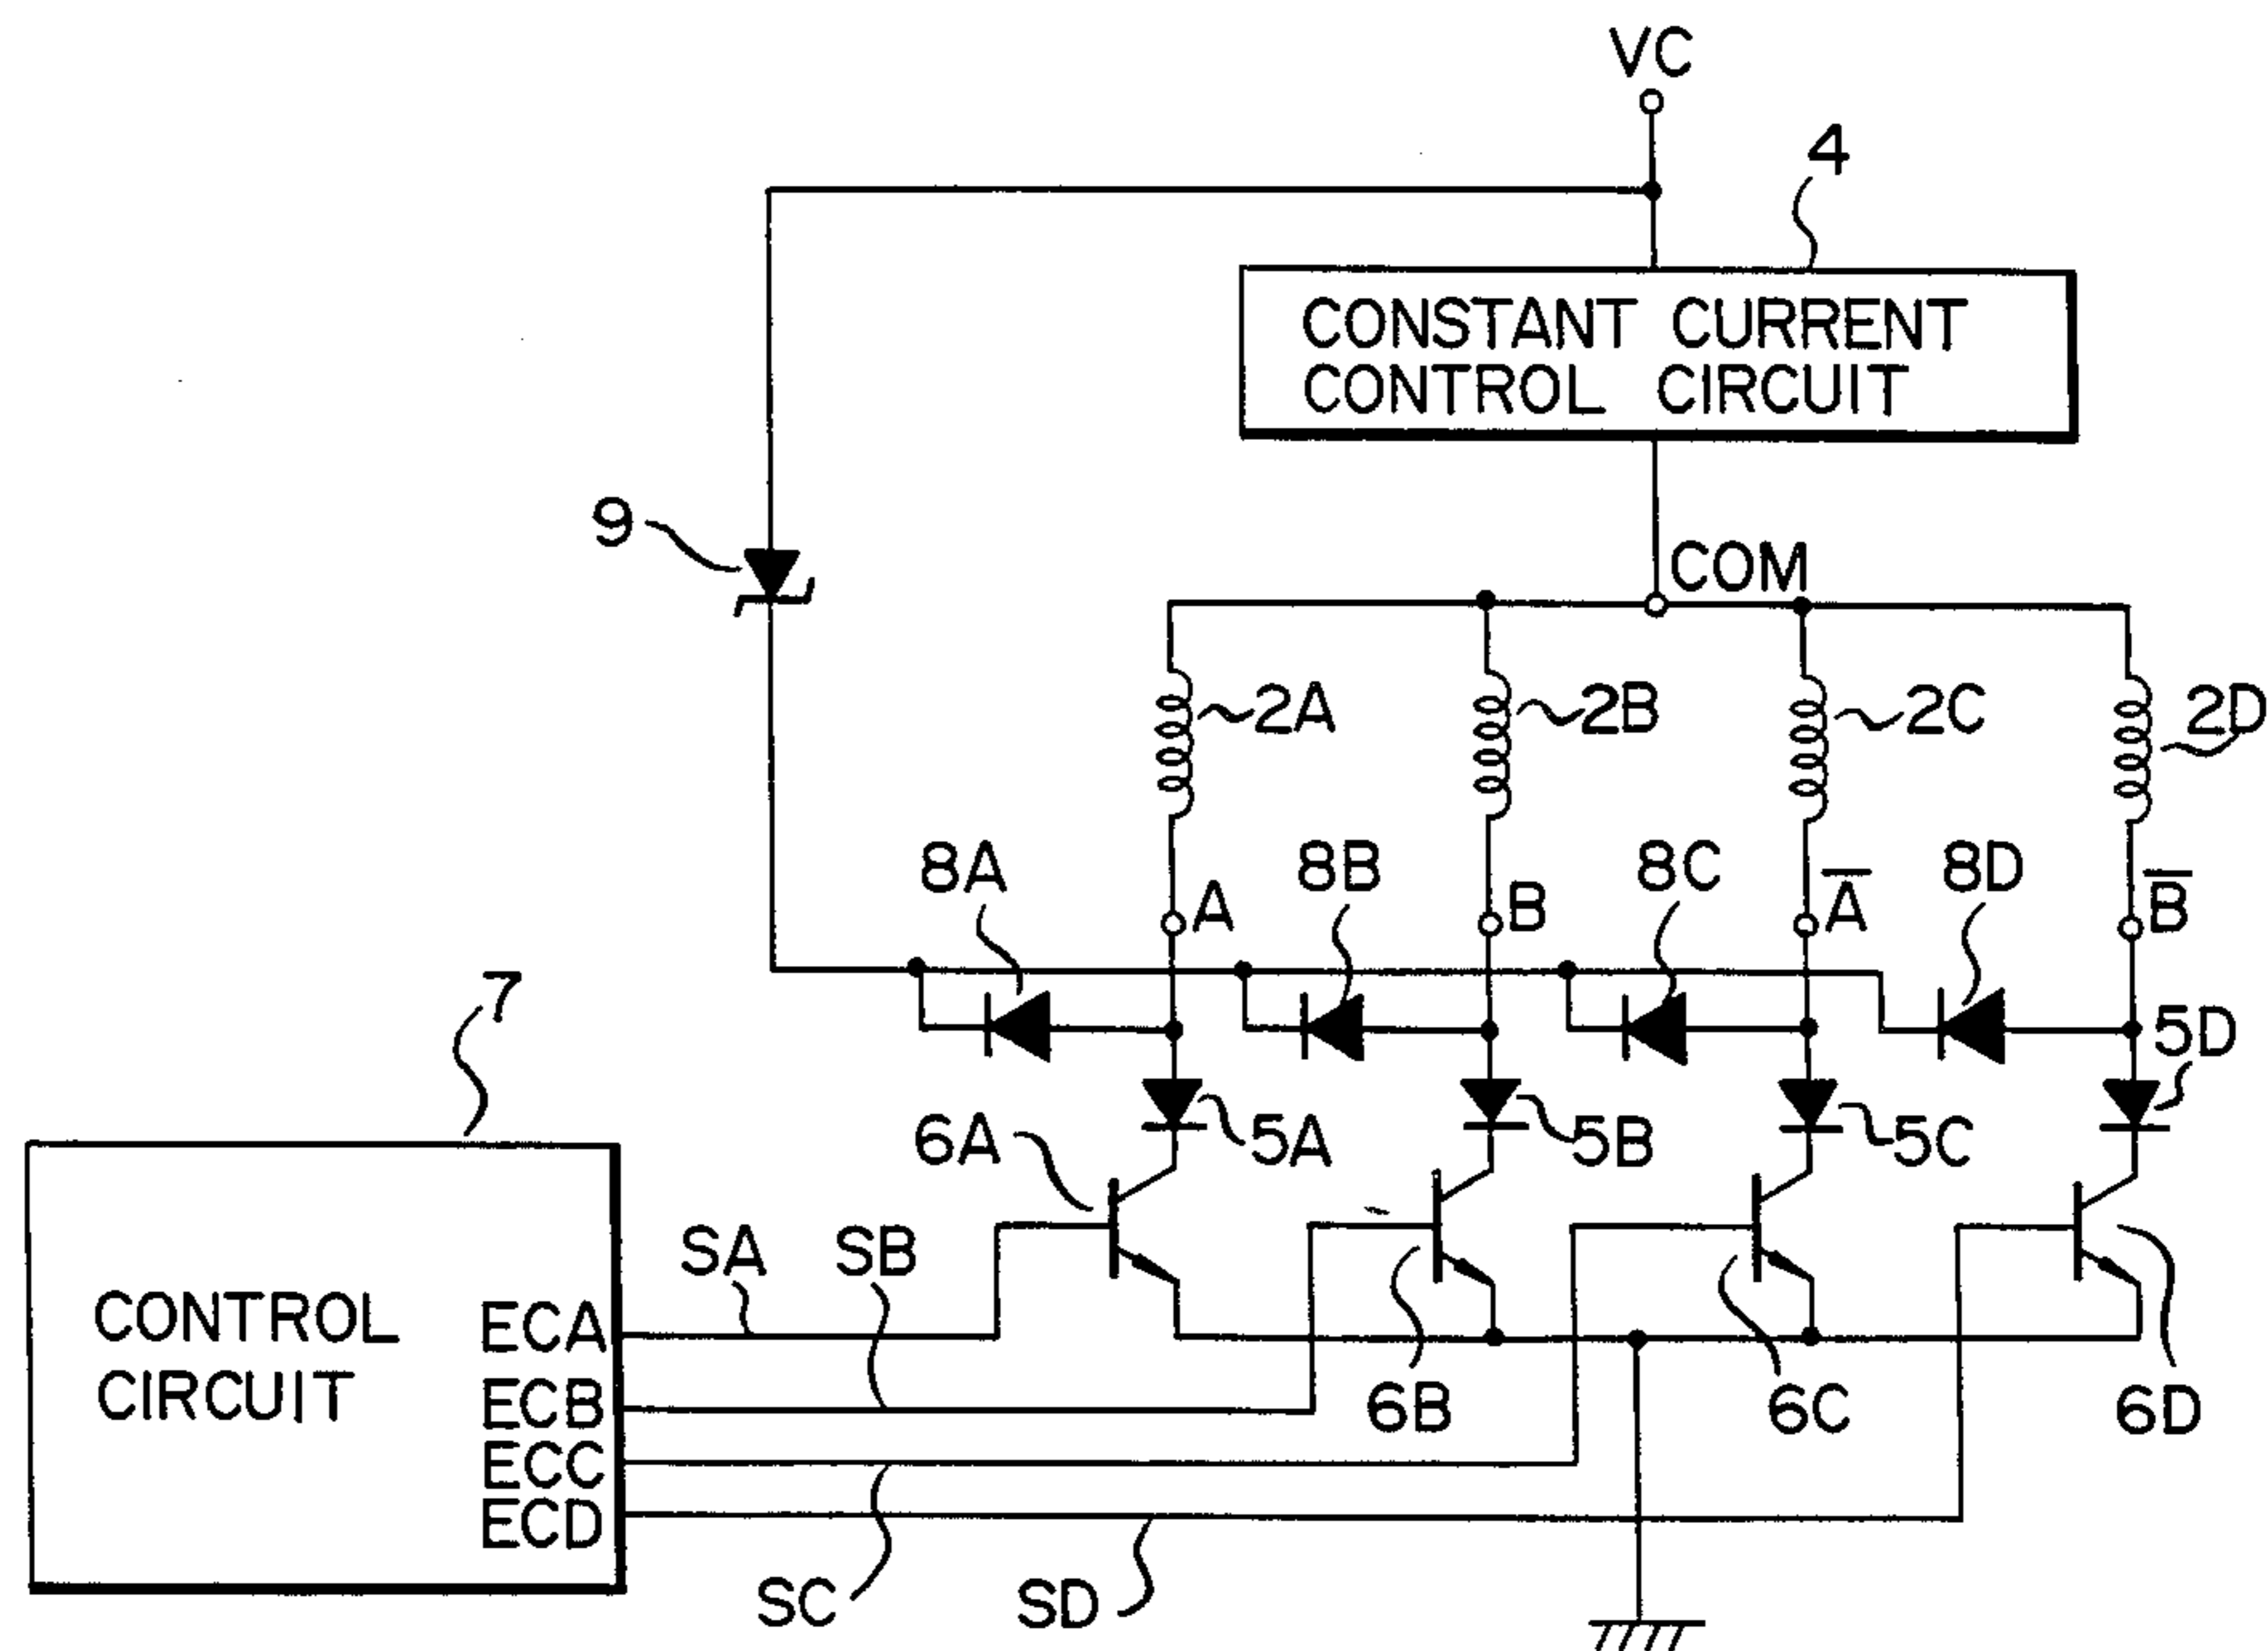 VC
4
CONSTANT CURRENT
CONTROL CIRCUIT
9
COM
2A
2B
2C
2D
8A
A
8B
B
8C
A̅
8D
B̅
7
5D
6A
5A
5B
5C
SA
SB
CONTROL
CIRCUIT
ECA
ECB
ECC
ECD
6B
6C
6D
SC
SD